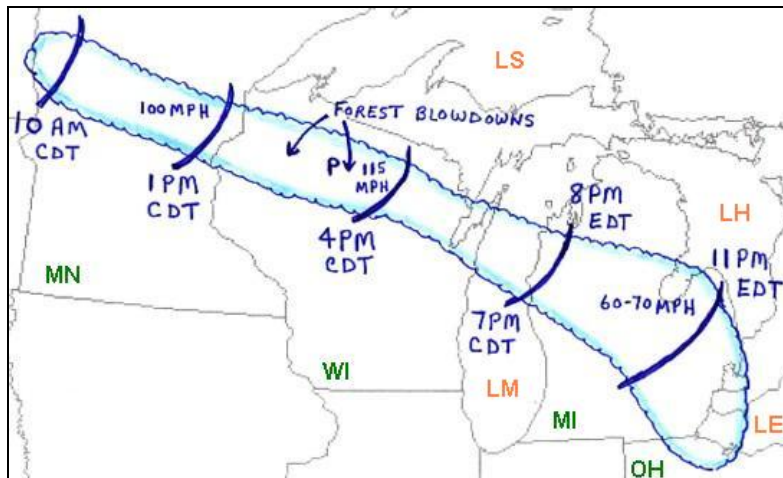 LS
10 AM
CDT
100 MPH
FOREST BLOWDOWNS
P
115
MPH
1 PM
CDT
4 PM
CDT
8 PM
EDT
LH
11 PM
EDT
MN
7 PM
CDT
60-70 MPH
WI
LM
MI
LE
OH